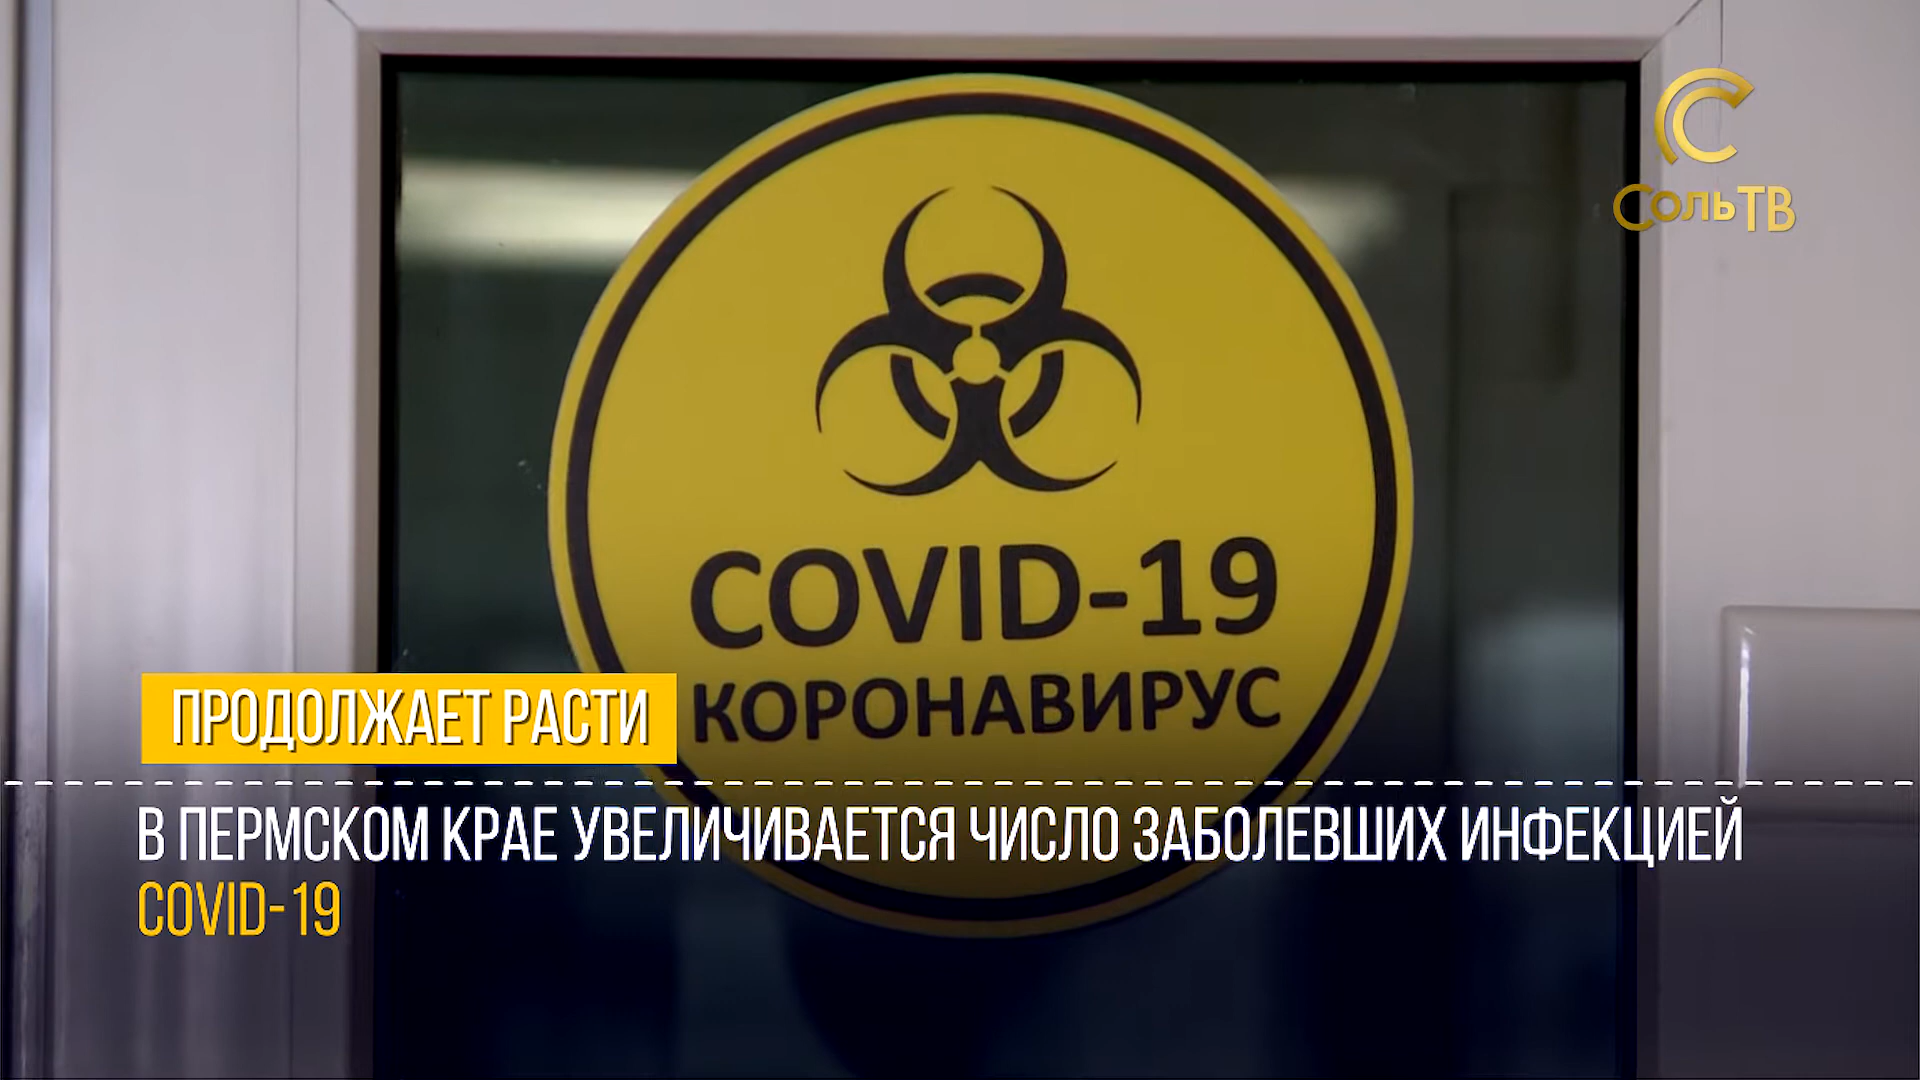 С
СольТВ
COVID-19
КОРОНАВИРУС
ПРОДОЛЖАЕТ РАСТИ
В ПЕРМСКОМ КРАЕ УВЕЛИЧИВАЕТСЯ ЧИСЛО ЗАБОЛЕВШИХ ИНФЕКЦИЕЙ
COVID-19